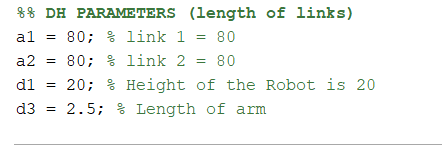 %% DH PARAMETERS (length of links)
a1 = 80; % link 1 = 80
a2 = 80; % link 2 = 80
d1 = 20; % Height of the Robot is 20
d3 = 2.5; % Length of arm